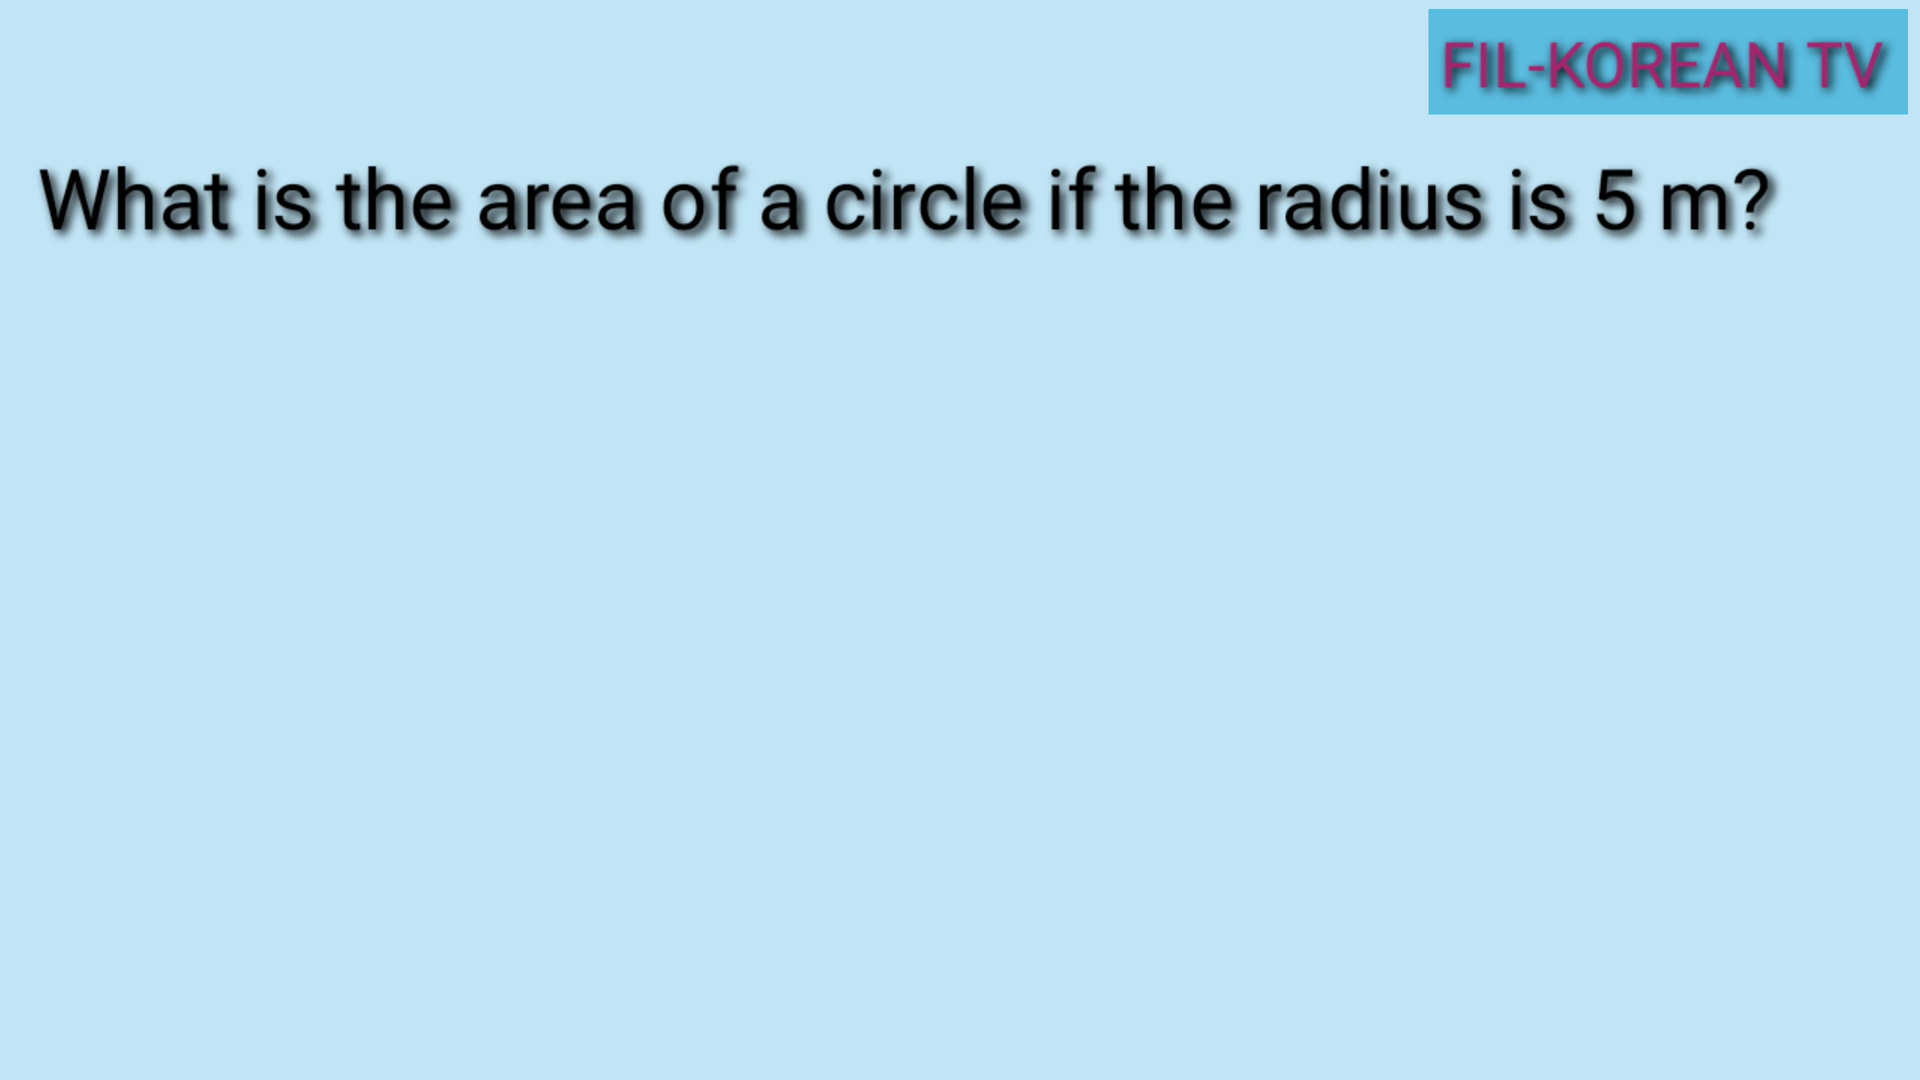 FIL-KOREAN TV
What is the area of a circle if the radius is 5 m?